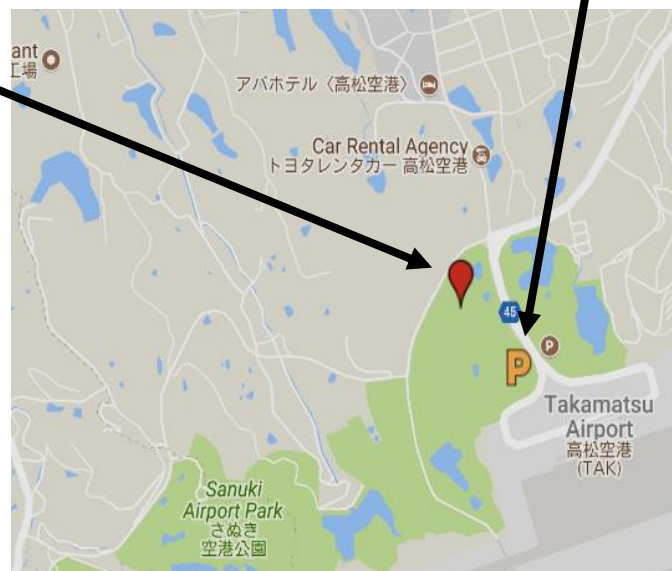 ant
工場
アパホテル〈高松空港〉
Car Rental Agency
トヨタレンタカー 高松空港
45
P
P
Takamatsu
Airport
高松空港
(TAK)
Sanuki
Airport Park
さぬき
空港公園